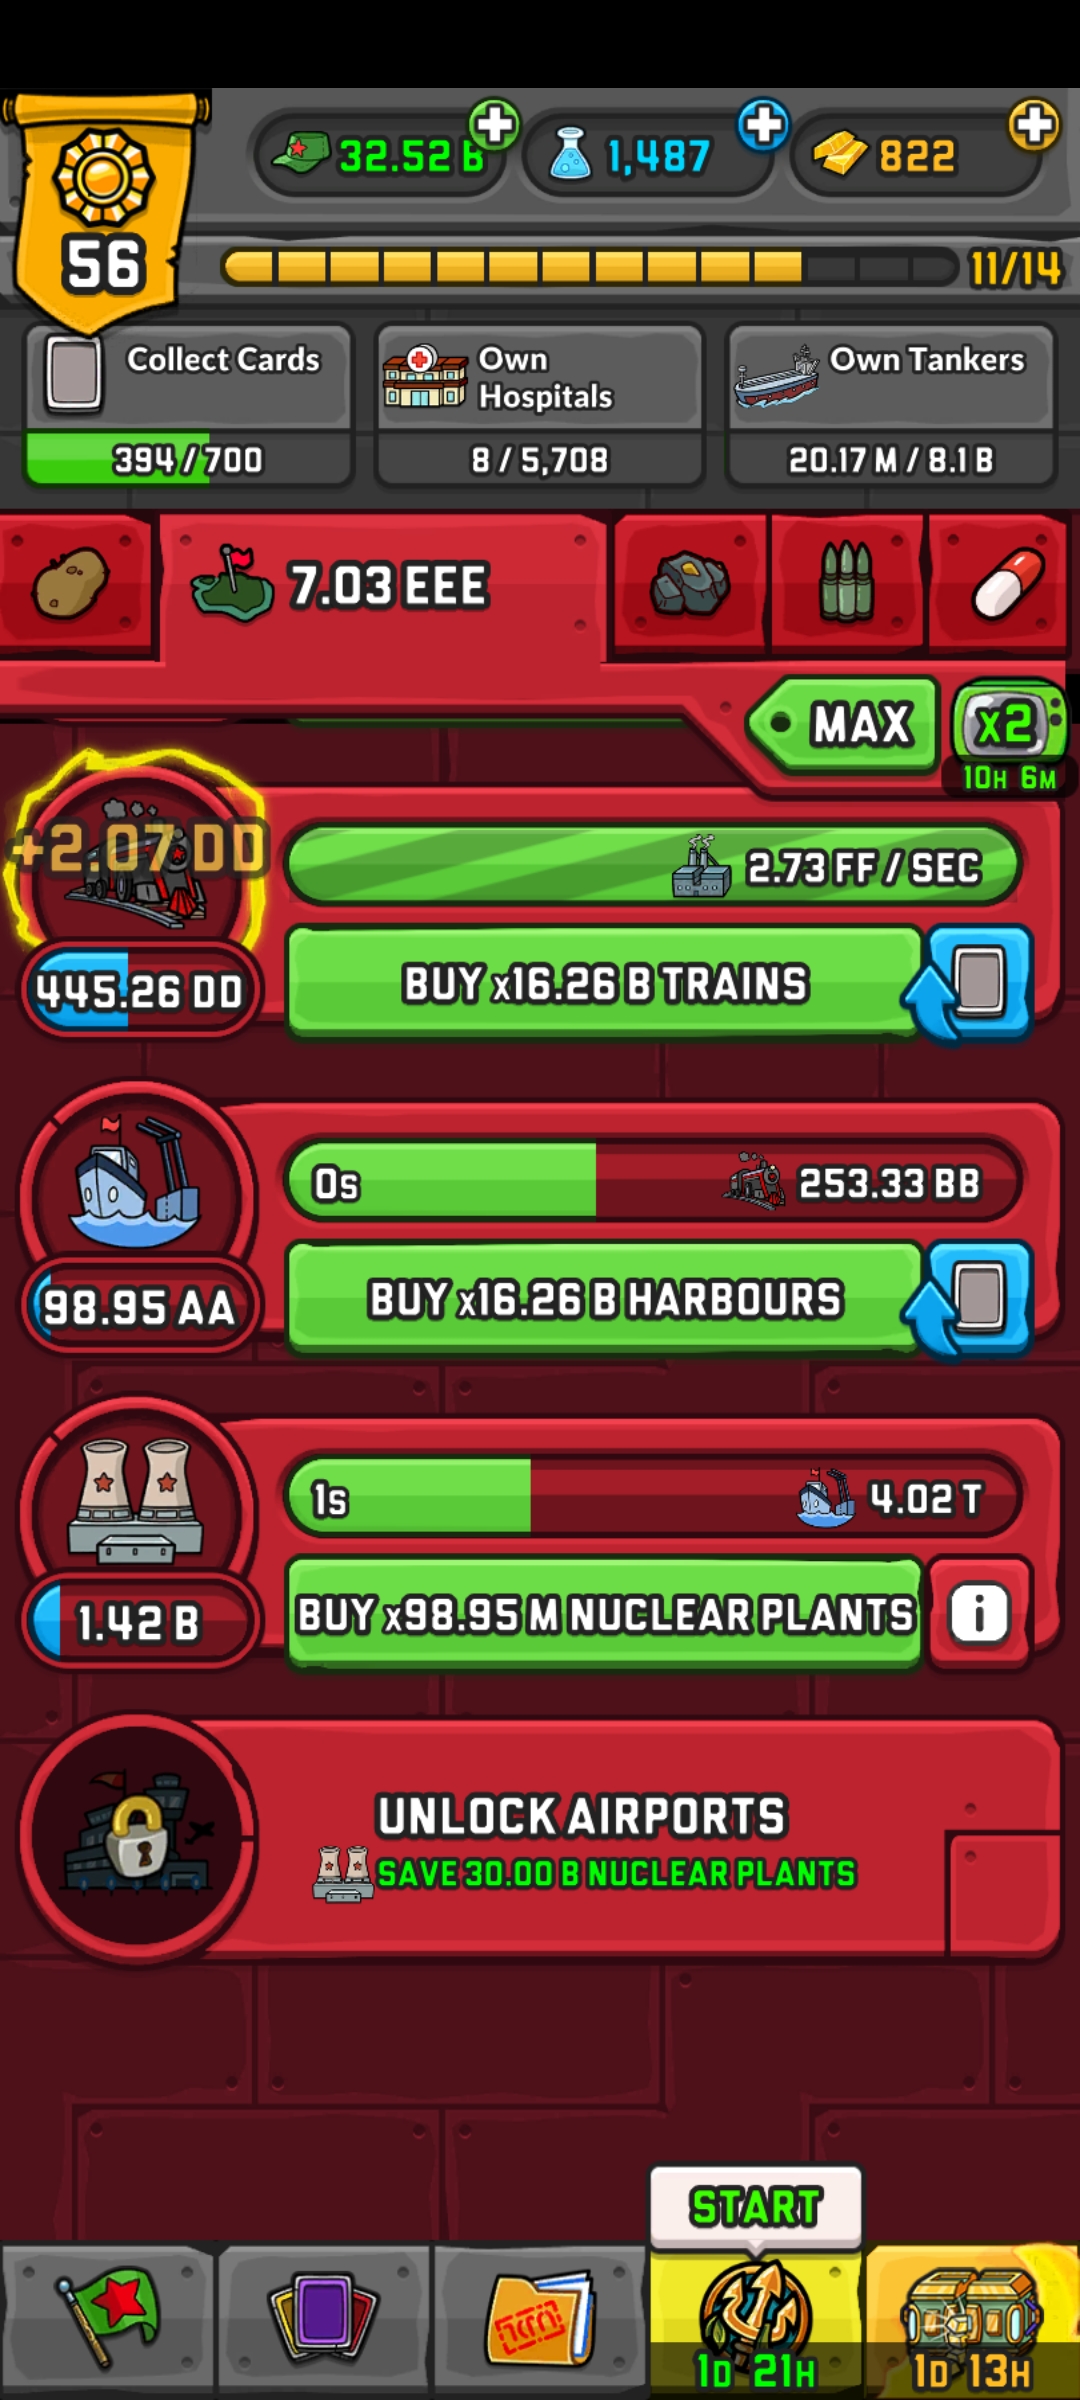 32.52 B
1,487
822
56
11/14
Collect Cards
394 / 700
Own
Hospitals
8 / 5,708
Own Tankers
20.17 M / 8.1 B
7.03 EEE
MAX
x2
10H 6M
+2.07 DD
2.73 FF / SEC
445.26 DD
BUY x16.26 B TRAINS
0s
253.33 BB
98.95 AA
BUY x16.26 B HARBOURS
1s
4.02 T
1.42 B
BUY x98.95 M NUCLEAR PLANTS
i
UNLOCK AIRPORTS
SAVE 30.00 B NUCLEAR PLANTS
START
1D 21H
1D 13H